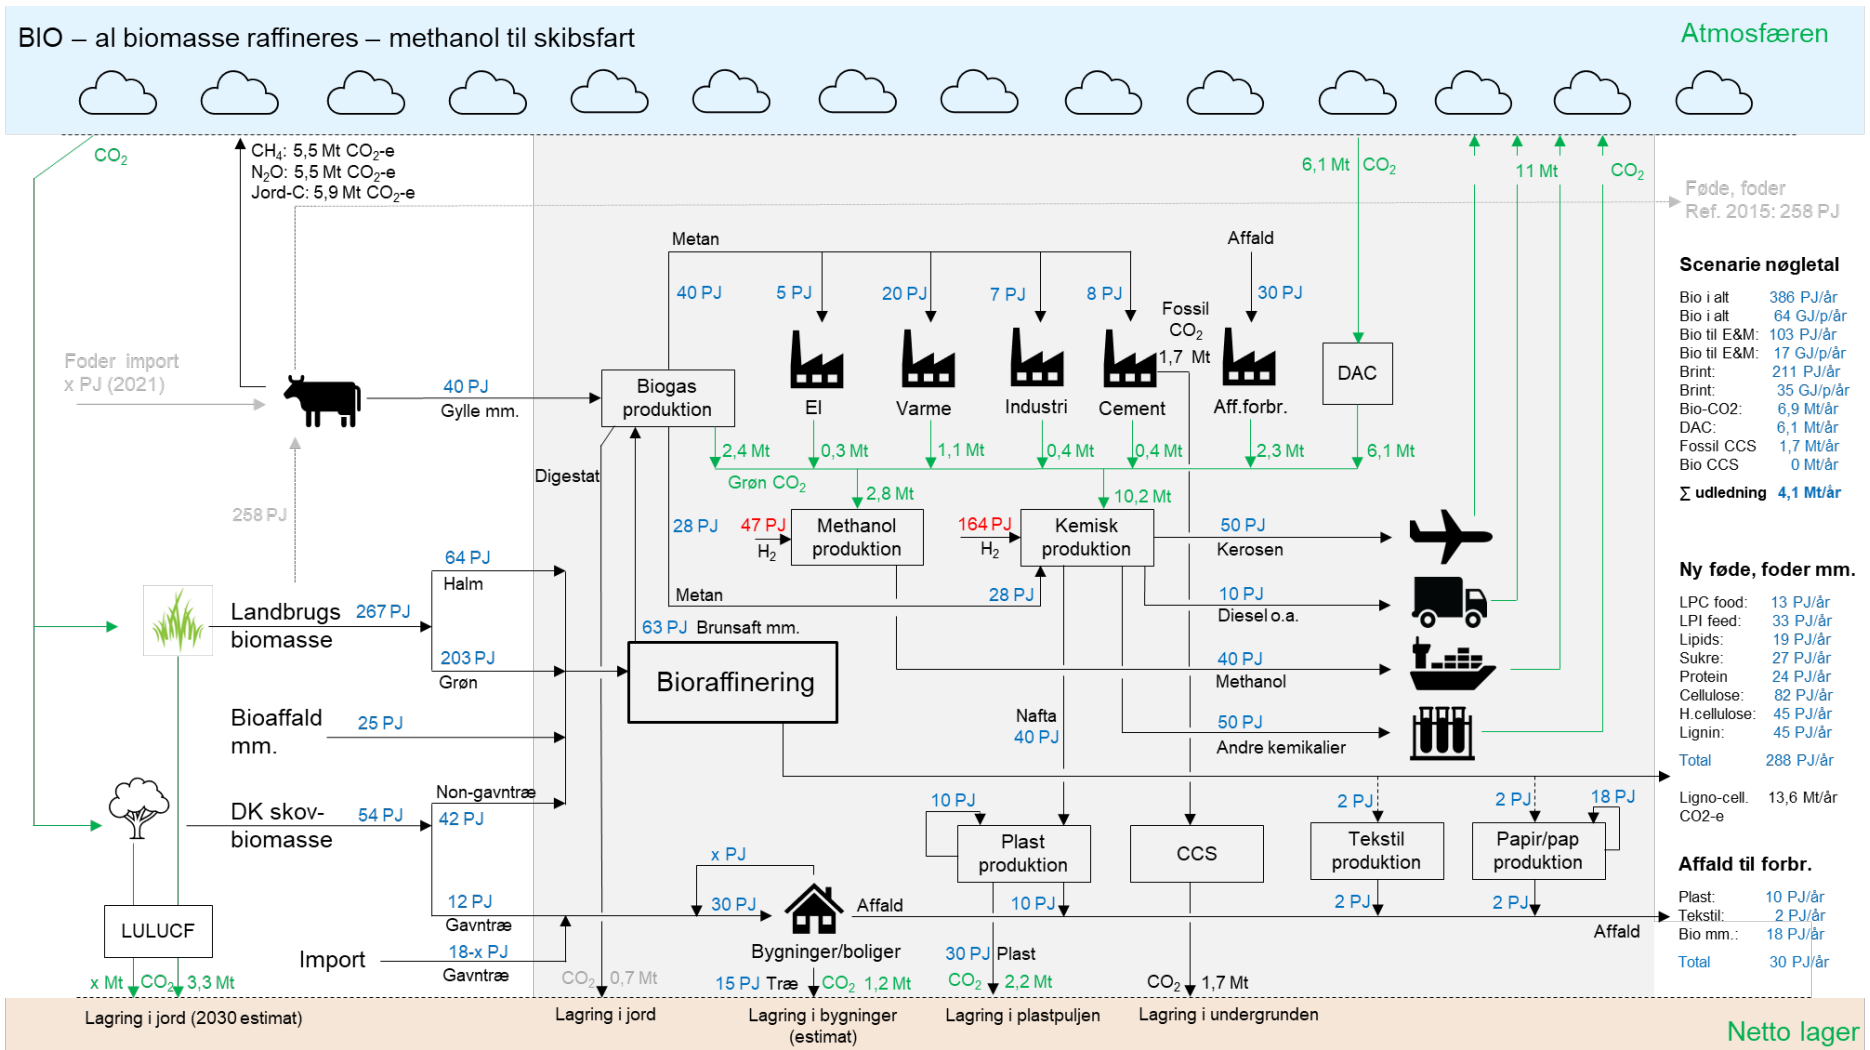 BIO – al biomasse raffineres – methanol til skibsfart
Atmosfæren
CO2
CH4: 5,5 Mt CO2-e
N2O: 5,5 Mt CO2-e
Jord-C: 5,9 Mt CO2-e
6,1 Mt CO2
11 Mt
CO2
Føde, foder
Ref. 2015: 258 PJ
Metan
Affald
40 PJ
5 PJ
20 PJ
7 PJ
8 PJ
30 PJ
Fossil
CO2
1,7 Mt
Foder import
x PJ (2021)
40 PJ
Gylle mm.
Biogas
produktion
El
Varme
Industri
Cement
Aff.forbr.
DAC
2,4 Mt
0,3 Mt
1,1 Mt
0,4 Mt
0,4 Mt
2,3 Mt
6,1 Mt
Digestat
Grøn CO2
2,8 Mt
10,2 Mt
258 PJ
28 PJ
47 PJ
H2
Methanol
produktion
164 PJ
H2
Kemisk
produktion
50 PJ
Kerosen
64 PJ
Halm
Metan
28 PJ
10 PJ
Diesel o.a.
Landbrugs
biomasse
267 PJ
63 PJ Brunsaft mm.
203 PJ
Grøn
Bioraffinering
40 PJ
Methanol
Bioaffald
mm.
25 PJ
Nafta
40 PJ
50 PJ
Andre kemikalier
DK skov-
biomasse
54 PJ
Non-gavntræ
42 PJ
10 PJ
2 PJ
2 PJ
18 PJ
Plast
produktion
CCS
Tekstil
produktion
Papir/pap
produktion
x PJ
12 PJ
Gavntræ
30 PJ
Affald
10 PJ
2 PJ
2 PJ
Affald
LULUCF
Import
18-x PJ
Gavntræ
Bygninger/boliger
30 PJ Plast
x Mt CO2 3,3 Mt
CO2 0,7 Mt
15 PJ Træ
CO2 1,2 Mt
CO2 2,2 Mt
CO2 1,7 Mt
Lagring i jord (2030 estimat)
Lagring i jord
Lagring i bygninger
(estimat)
Lagring i plastpuljen
Lagring i undergrunden
Netto lager
Scenarie nøgletal
Bio i alt 386 PJ/år
Bio i alt 64 GJ/p/år
Bio til E&M: 103 PJ/år
Bio til E&M: 17 GJ/p/år
Brint: 211 PJ/år
Brint: 35 GJ/p/år
Bio-CO2: 6,9 Mt/år
DAC: 6,1 Mt/år
Fossil CCS 1,7 Mt/år
Bio CCS 0 Mt/år
∑ udledning 4,1 Mt/år
Ny føde, foder mm.
LPC food: 13 PJ/år
LPI feed: 33 PJ/år
Lipids: 19 PJ/år
Sukre: 27 PJ/år
Protein 24 PJ/år
Cellulose: 82 PJ/år
H.cellulose: 45 PJ/år
Lignin: 45 PJ/år
Total 288 PJ/år
Ligno-cell. 13,6 Mt/år
CO2-e
Affald til forbr.
Plast: 10 PJ/år
Tekstil: 2 PJ/år
Bio mm.: 18 PJ/år
Total 30 PJ/år